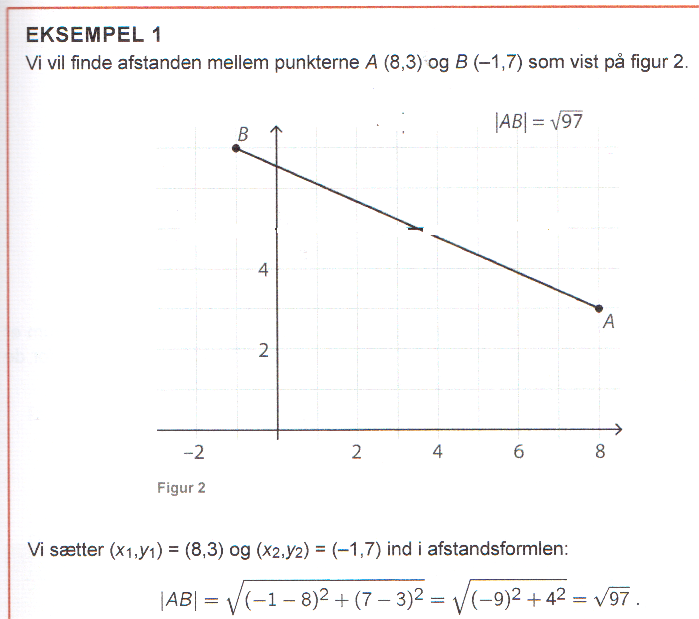 EKSEMPEL 1
Vi vil finde afstanden mellem punkterne A (8,3) og B (–1,7) som vist på figur 2.
|AB| = √97
B
4
A
2
–2 2 4 6 8
Figur 2
Vi sætter (x₁,y₁) = (8,3) og (x₂,y₂) = (–1,7) ind i afstandsformlen:
|AB| = √((–1 – 8)² + (7 – 3)²) = √((–9)² + 4²) = √97 .